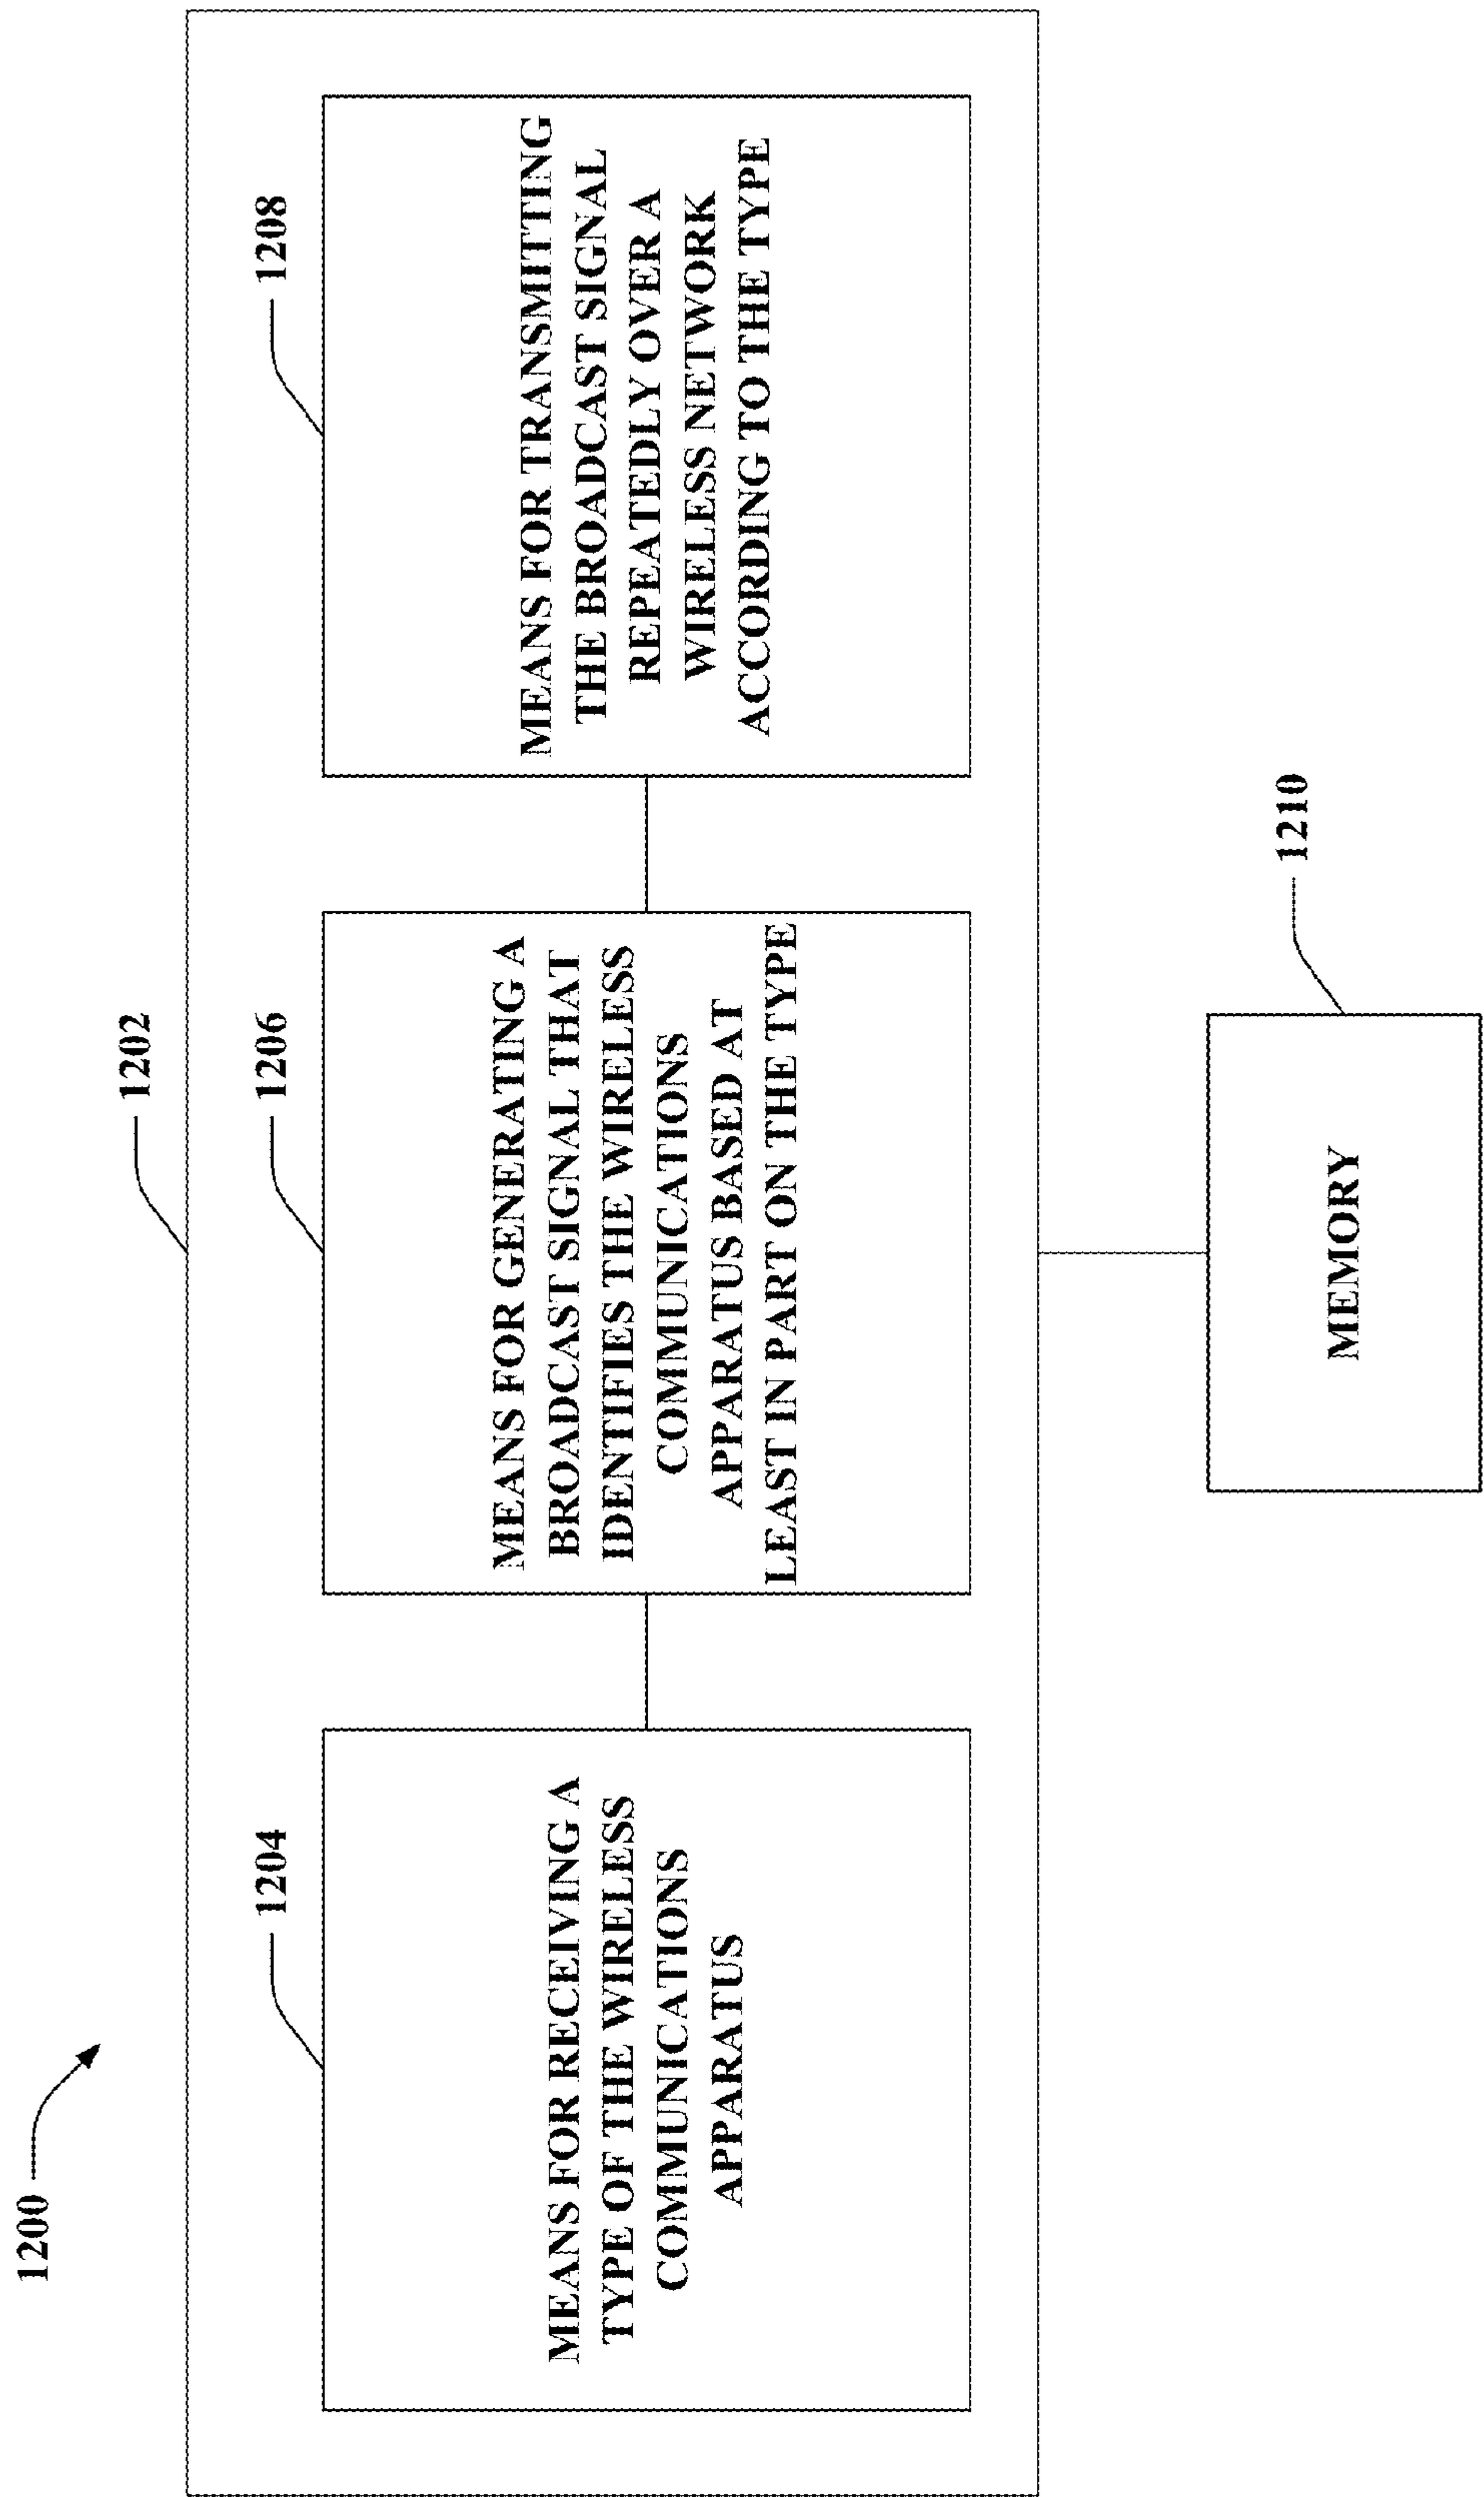 1200
1202
1204
MEANS FOR RECEIVING A
TYPE OF THE WIRELESS
COMMUNICATIONS
APPARATUS
1206
MEANS FOR GENERATING A
BROADCAST SIGNAL THAT
IDENTIFIES THE WIRELESS
COMMUNICATIONS
APPARATUS BASED AT
LEAST IN PART ON THE TYPE
1208
MEANS FOR TRANSMITTING
THE BROADCAST SIGNAL
REPEATEDLY OVER A
WIRELESS NETWORK
ACCORDING TO THE TYPE
1210
MEMORY